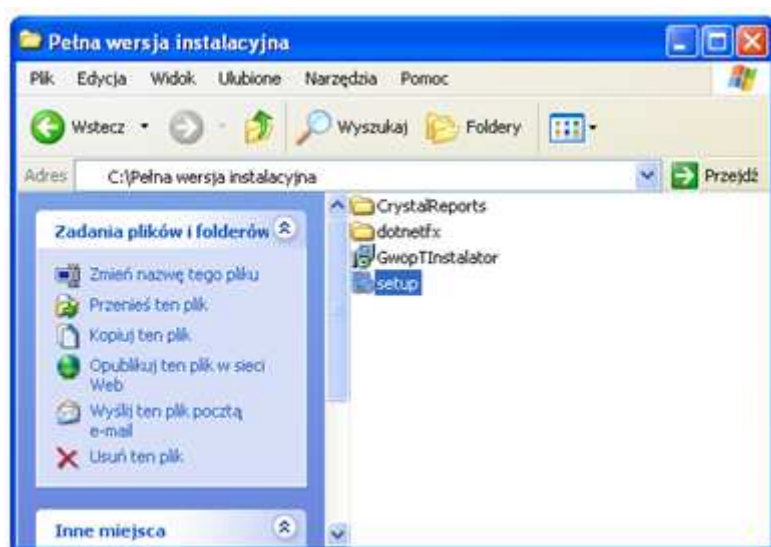 Pełna wersja instalacyjna
Plik Edycja Widok Ulubione Narzędzia Pomoc
Wstecz Wyszukaj Foldery
Adres C:\Pełna wersja instalacyjna Przejdź
Zadania plików i folderów
Zmień nazwę tego pliku
Przenieś ten plik
Kopiuj ten plik
Opublikuj ten plik w sieci
Web
Wyślij ten plik pocztą
e-mail
Usuń ten plik
Inne miejsca
CrystalReports
dotnetfx
GwopTInstalator
setup